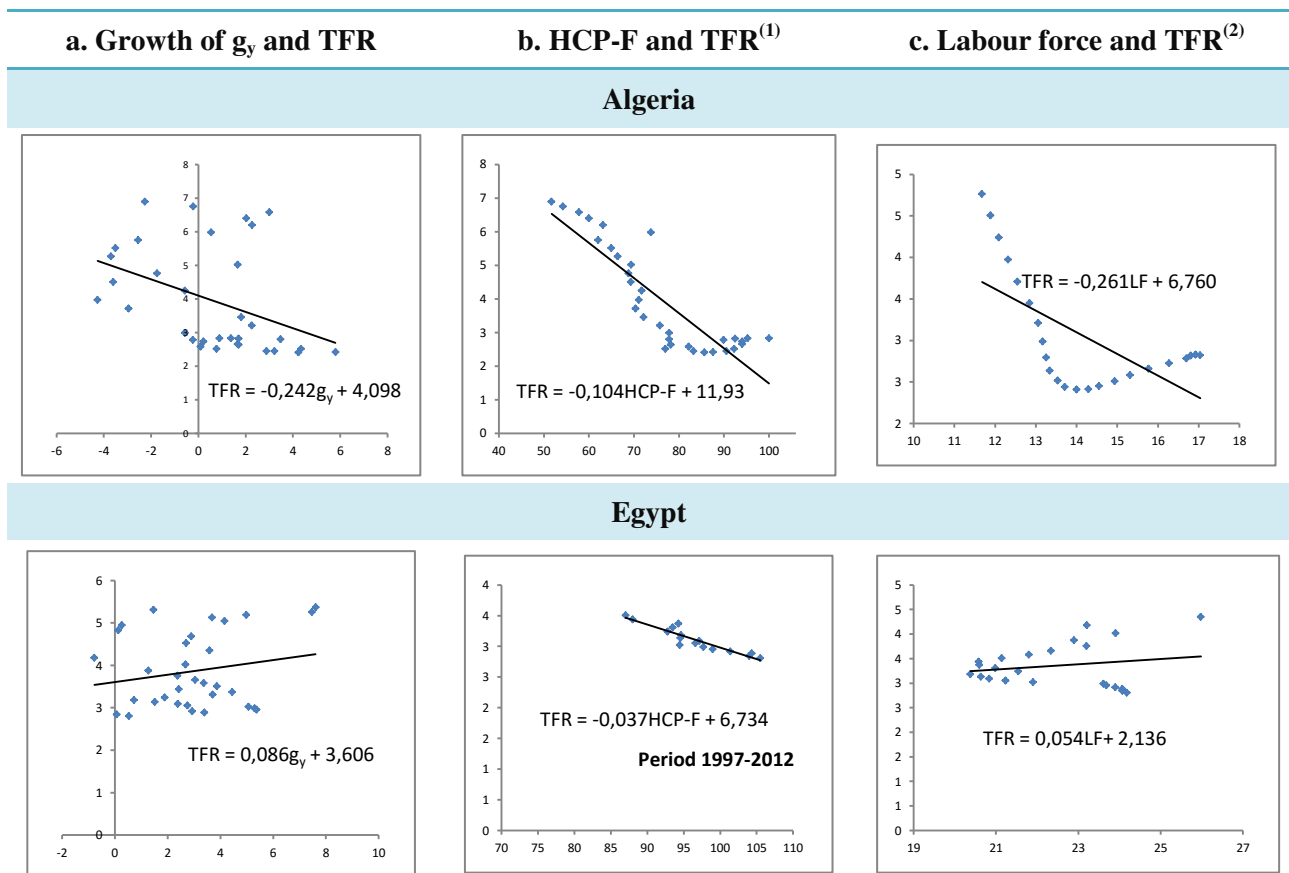 a. Growth of gy and TFR
b. HCP-F and TFR(1)
c. Labour force and TFR(2)
Algeria
8
7
6
5
4
3
2
1
0
-6 -4 -2 0 2 4 6 8
TFR = -0,242gy + 4,098
8
7
6
5
4
3
2
1
0
40 50 60 70 80 90 100
TFR = -0,104HCP-F + 11,93
5
5
4
4
3
3
2
10 11 12 13 14 15 16 17 18
TFR = -0,261LF + 6,760
Egypt
6
5
4
3
2
1
0
-2 0 2 4 6 8 10
TFR = 0,086gy + 3,606
4
4
3
3
2
2
1
1
0
70 75 80 85 90 95 100 105 110
TFR = -0,037HCP-F + 6,734
Period 1997-2012
5
5
4
4
3
3
2
2
1
1
0
19 21 23 25 27
TFR = 0,054LF+ 2,136